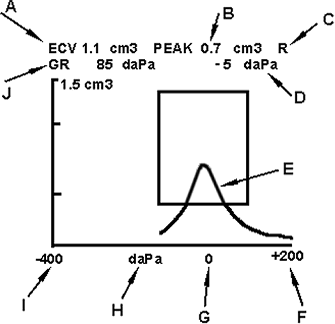 A
B
C
ECV 1.1 cm3 PEAK 0.7 cm3 R
GR 85 daPa -5 daPa
J
1.5 cm3
D
E
-400 daPa 0 +200
I
H
G
F